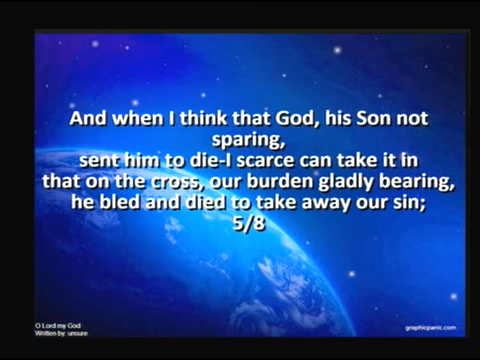 And when I think that God, his Son not
sparing,
sent him to die-I scarce can take it in
that on the cross, our burden gladly bearing,
he bled and died to take away our sin;
5/8
O Lord my God
Written by: unsure
graphicpanic.com